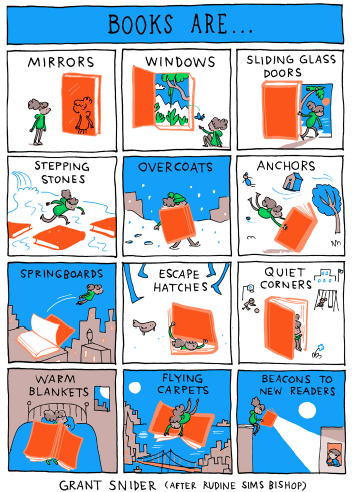 BOOKS ARE...
MIRRORS
WINDOWS
SLIDING GLASS
DOORS
STEPPING
STONES
OVERCOATS
ANCHORS
SPRINGBOARDS
ESCAPE
HATCHES
QUIET
CORNERS
WARM
BLANKETS
FLYING
CARPETS
BEACONS TO
NEW READERS
GRANT SNIDER (AFTER RUDINE SIMS BISHOP)